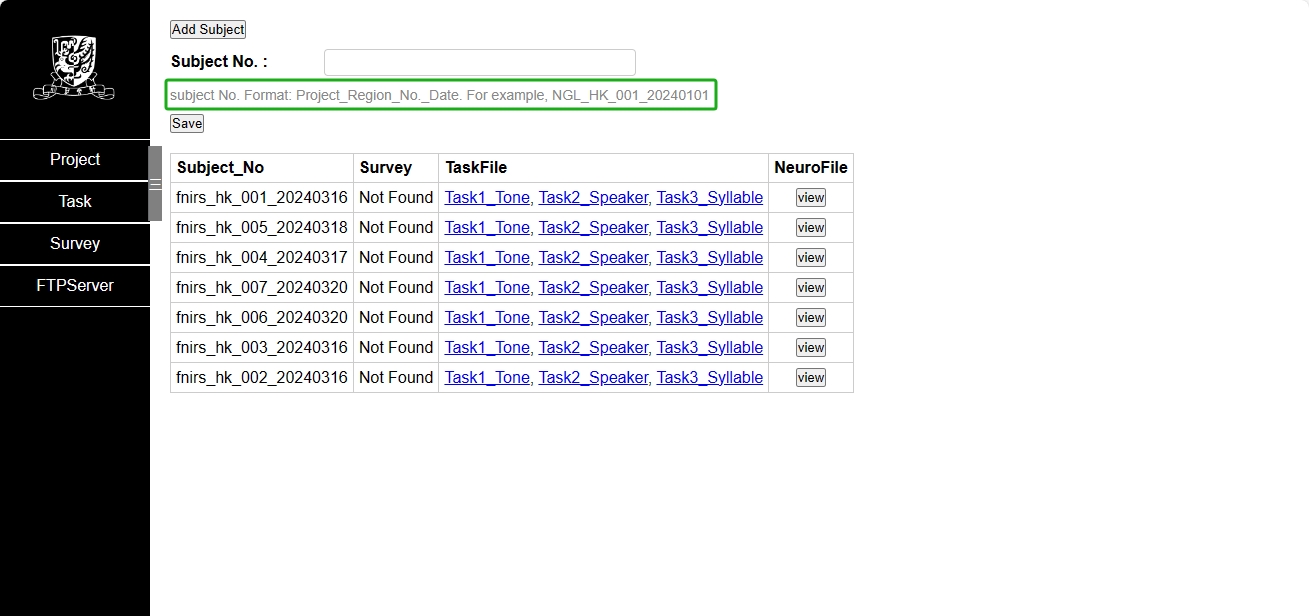 Add Subject
Subject No. :
subject No. Format: Project_Region_No._Date. For example, NGL_HK_001_20240101
Save
Project
Task
Survey
FTPServer
Subject_No Survey TaskFile NeuroFile
fnirs_hk_001_20240316 Not Found Task1_Tone, Task2_Speaker, Task3_Syllable view
fnirs_hk_005_20240318 Not Found Task1_Tone, Task2_Speaker, Task3_Syllable view
fnirs_hk_004_20240317 Not Found Task1_Tone, Task2_Speaker, Task3_Syllable view
fnirs_hk_007_20240320 Not Found Task1_Tone, Task2_Speaker, Task3_Syllable view
fnirs_hk_006_20240320 Not Found Task1_Tone, Task2_Speaker, Task3_Syllable view
fnirs_hk_003_20240316 Not Found Task1_Tone, Task2_Speaker, Task3_Syllable view
fnirs_hk_002_20240316 Not Found Task1_Tone, Task2_Speaker, Task3_Syllable view